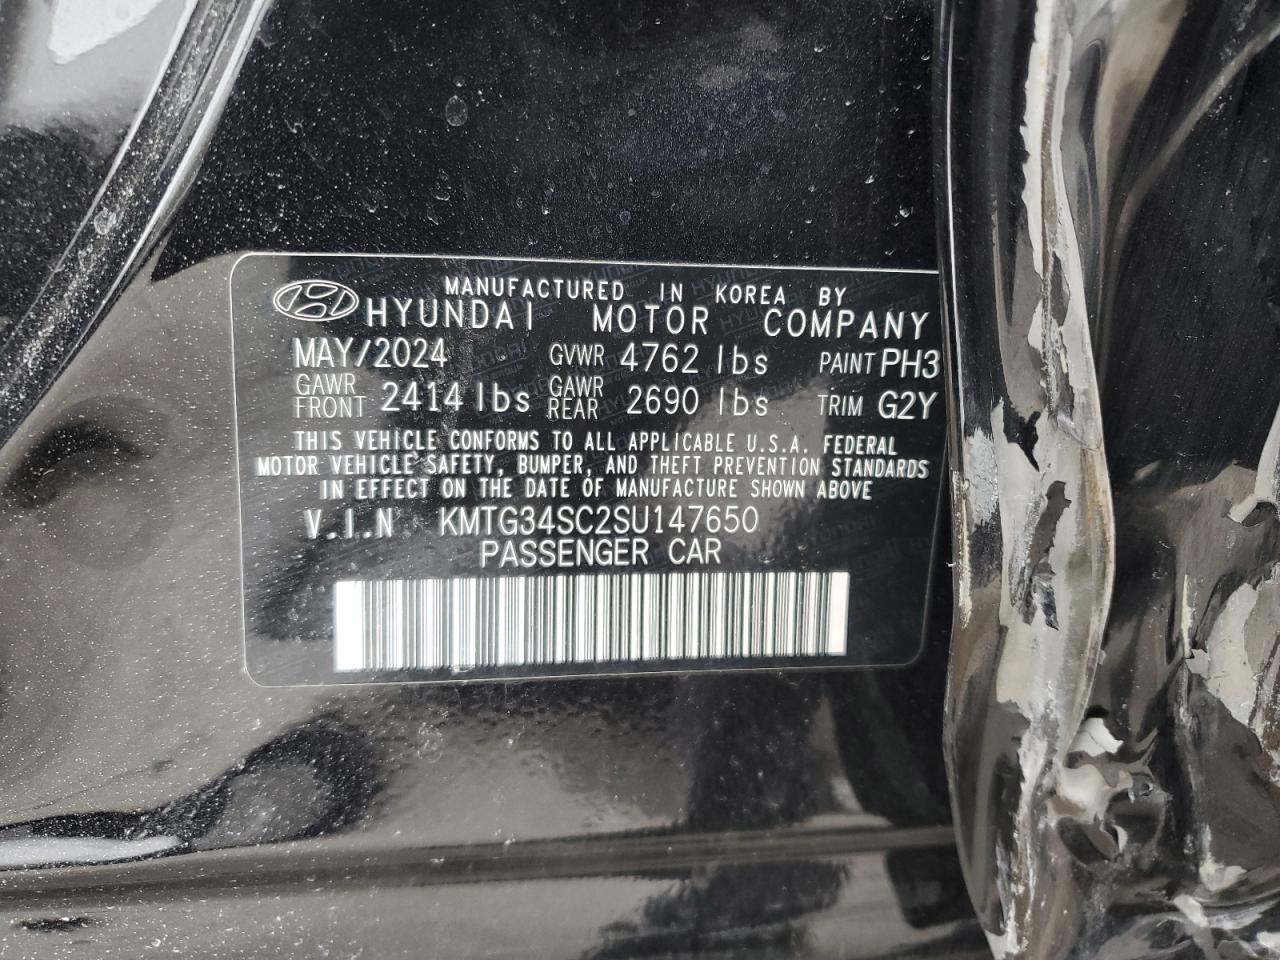 MANUFACTURED IN KOREA BY
HYUNDAI MOTOR COMPANY
MAY/2024 GVWR 4762 lbs PAINT PH3
GAWR FRONT 2414 lbs GAWR REAR 2690 lbs TRIM G2Y
THIS VEHICLE CONFORMS TO ALL APPLICABLE U.S.A. FEDERAL
MOTOR VEHICLE SAFETY, BUMPER, AND THEFT PREVENTION STANDARDS
IN EFFECT ON THE DATE OF MANUFACTURE SHOWN ABOVE
V.I.N KMTG34SC2SU147650
PASSENGER CAR